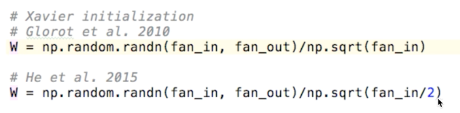 # Xavier initialization
# Glorot et al. 2010
W = np.random.randn(fan_in, fan_out)/np.sqrt(fan_in)
# He et al. 2015
W = np.random.randn(fan_in, fan_out)/np.sqrt(fan_in/2)